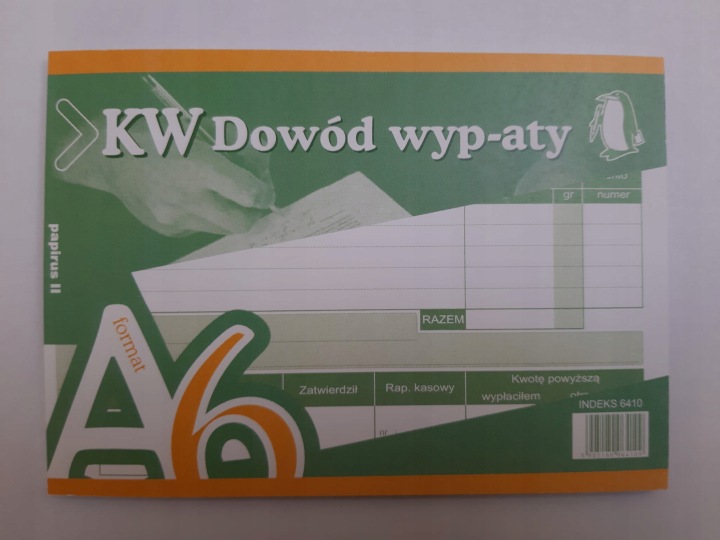 KW Dowód wyp-aty
gr numer
papirus II
RAZEM
format
A6
Zatwierdził Rap. kasowy Kwotę powyższą
wypłaciłem
nr
INDEKS 6410